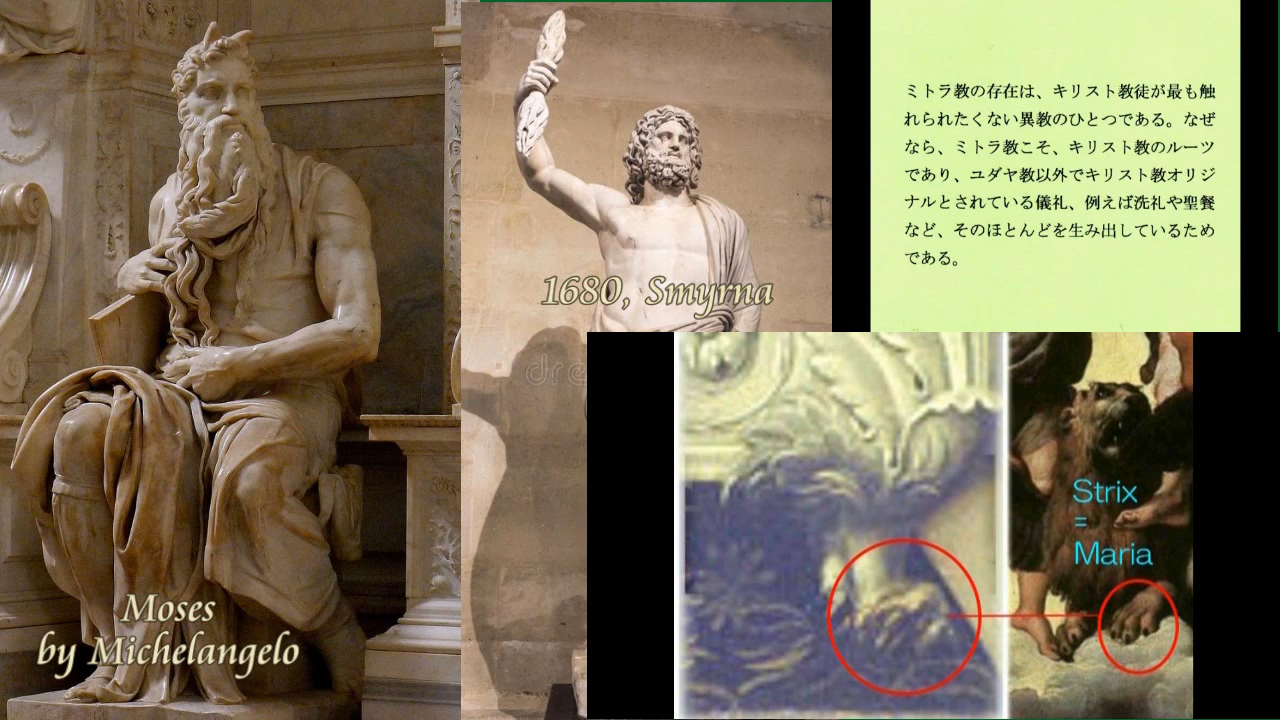 Moses
by Michelangelo
1680, Smyrna
dre
ミトラ教の存在は、キリスト教徒が最も触
れられたくない異教のひとつである。なぜ
なら、ミトラ教こそ、キリスト教のルーツ
であり、ユダヤ教以外でキリスト教オリジ
ナルとされている儀礼、例えば洗礼や聖餐
など、そのほとんどを生み出しているため
である。
Strix
=
Maria